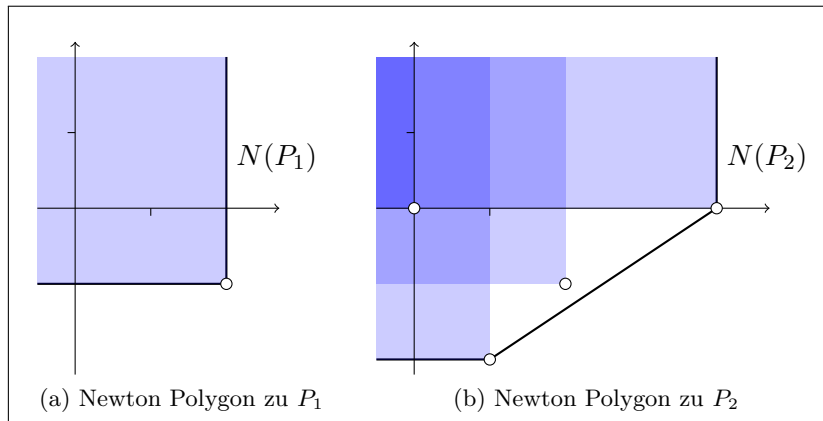 N(P₁)
N(P₂)
(a) Newton Polygon zu P₁
(b) Newton Polygon zu P₂